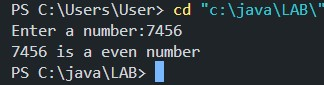 PS C:\Users\User> cd "c:\java\LAB\"
Enter a number:7456
7456 is a even number
PS C:\java\LAB>